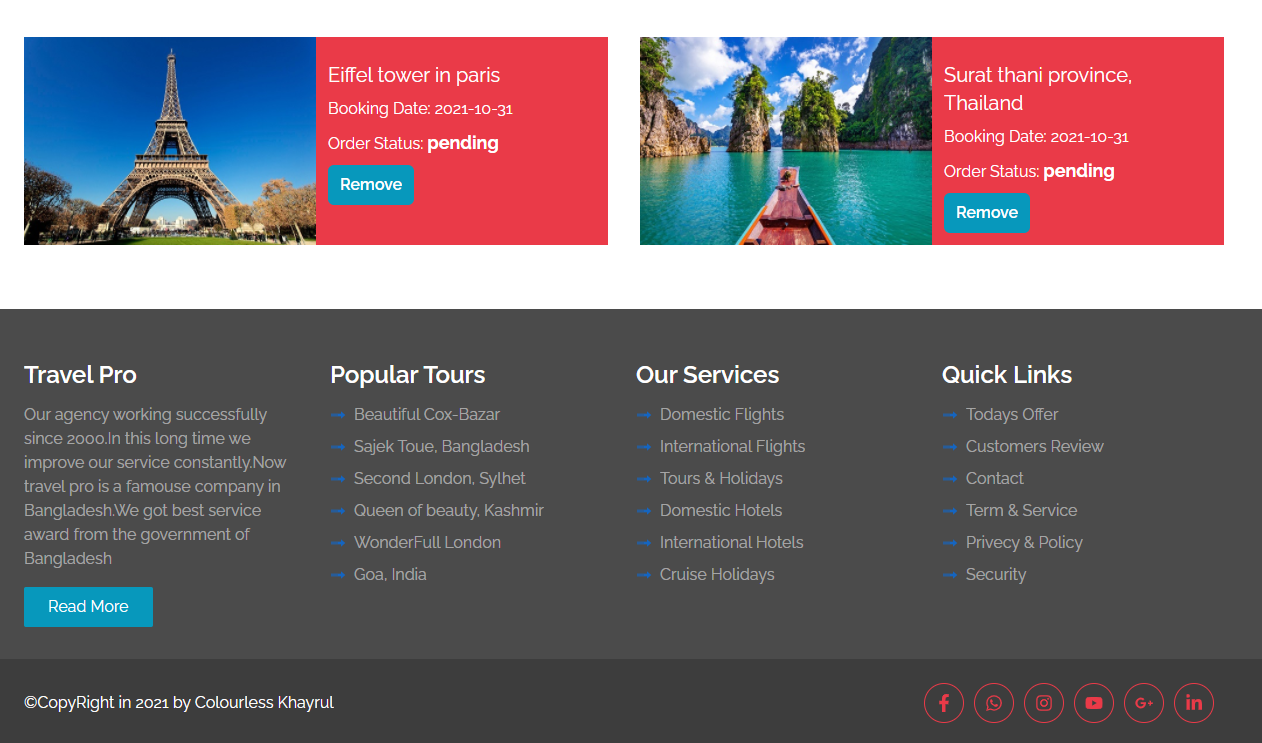 Eiffel tower in paris
Booking Date: 2021-10-31
Order Status: pending
Remove
Surat thani province,
Thailand
Booking Date: 2021-10-31
Order Status: pending
Remove
Travel Pro
Our agency working successfully
since 2000.In this long time we
improve our service constantly.Now
travel pro is a famouse company in
Bangladesh.We got best service
award from the government of
Bangladesh
Read More
Popular Tours
Beautiful Cox-Bazar
Sajek Toue, Bangladesh
Second London, Sylhet
Queen of beauty, Kashmir
WonderFull London
Goa, India
Our Services
Domestic Flights
International Flights
Tours & Holidays
Domestic Hotels
International Hotels
Cruise Holidays
Quick Links
Todays Offer
Customers Review
Contact
Term & Service
Privecy & Policy
Security
©CopyRight in 2021 by Colourless Khayrul